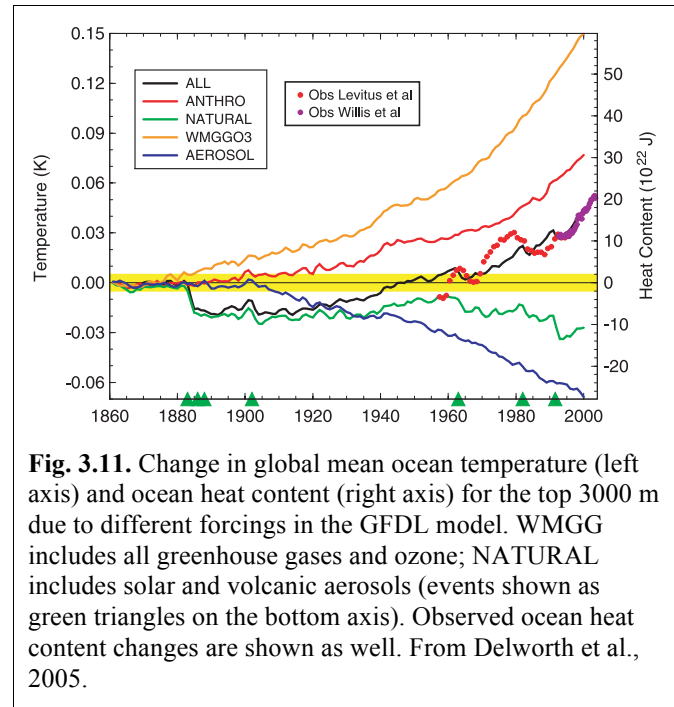 0.15
0.12
0.09
0.06
0.03
0.00
-0.03
-0.06
Temperature (K)
ALL
ANTHRO
NATURAL
WMGGO3
AEROSOL
Obs Levitus et al
Obs Willis et al
50
40
30
20
10
0
-10
-20
Heat Content (10²² J)
1860 1880 1900 1920 1940 1960 1980 2000
Fig. 3.11. Change in global mean ocean temperature (left
axis) and ocean heat content (right axis) for the top 3000 m
due to different forcings in the GFDL model. WMGG
includes all greenhouse gases and ozone; NATURAL
includes solar and volcanic aerosols (events shown as
green triangles on the bottom axis). Observed ocean heat
content changes are shown as well. From Delworth et al.,
2005.